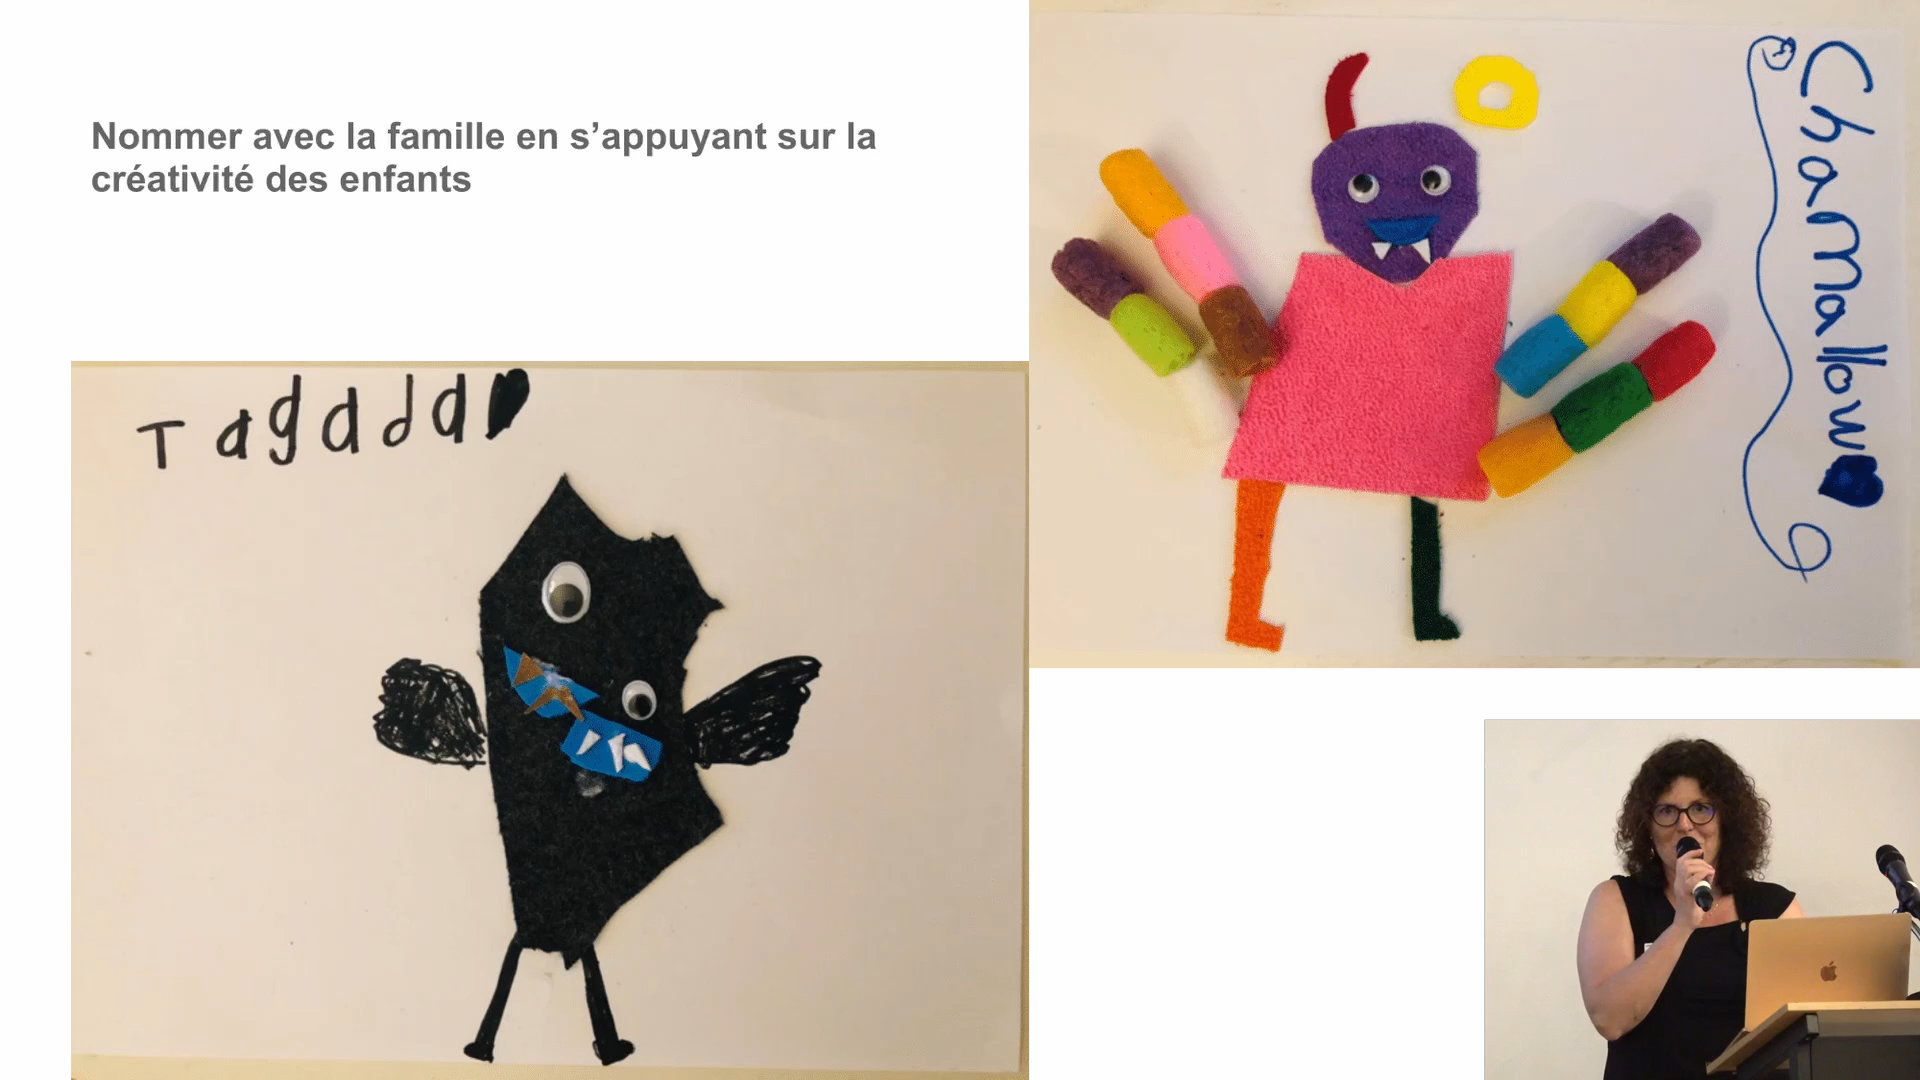 Nommer avec la famille en s’appuyant sur la
créativité des enfants
Chamallow
Tagddd